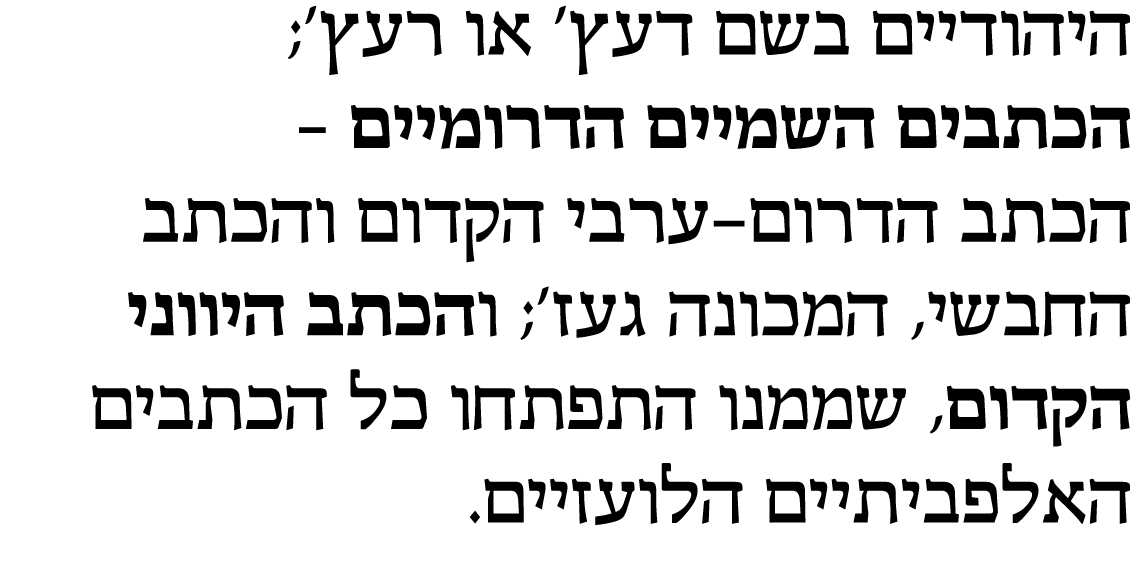 היהודיים בשם דעץ' או רעץ';
הכתבים השמיים הדרומיים –
הכתב הדרום–ערבי הקדום והכתב
החבשי, המכונה געז'; והכתב היווני
הקדום, שממנו התפתחו כל הכתבים
האלפביתיים הלועזיים.